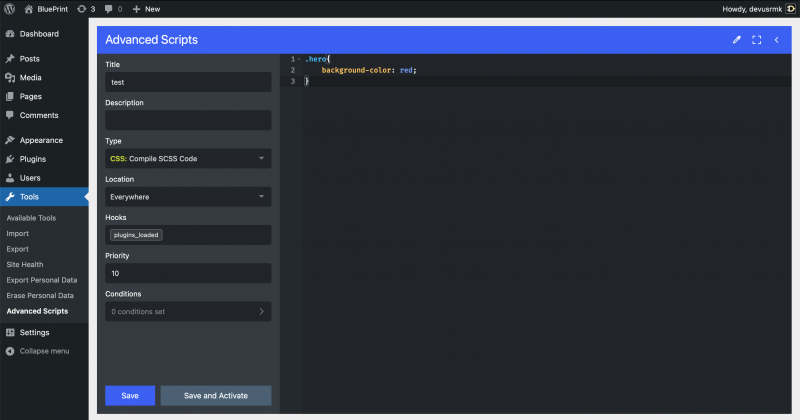 BluePrint 3 0 New Howdy, devusrmk
Dashboard
Posts
Media
Pages
Comments
Appearance
Plugins
Users
Tools
Available Tools
Import
Export
Site Health
Export Personal Data
Erase Personal Data
Advanced Scripts
Settings
Collapse menu
Advanced Scripts
Title
test
Description
Type
CSS: Compile SCSS Code
Location
Everywhere
Hooks
plugins_loaded
Priority
10
Conditions
0 conditions set
Save Save and Activate
1 .hero{
2 background-color: red;
3 }